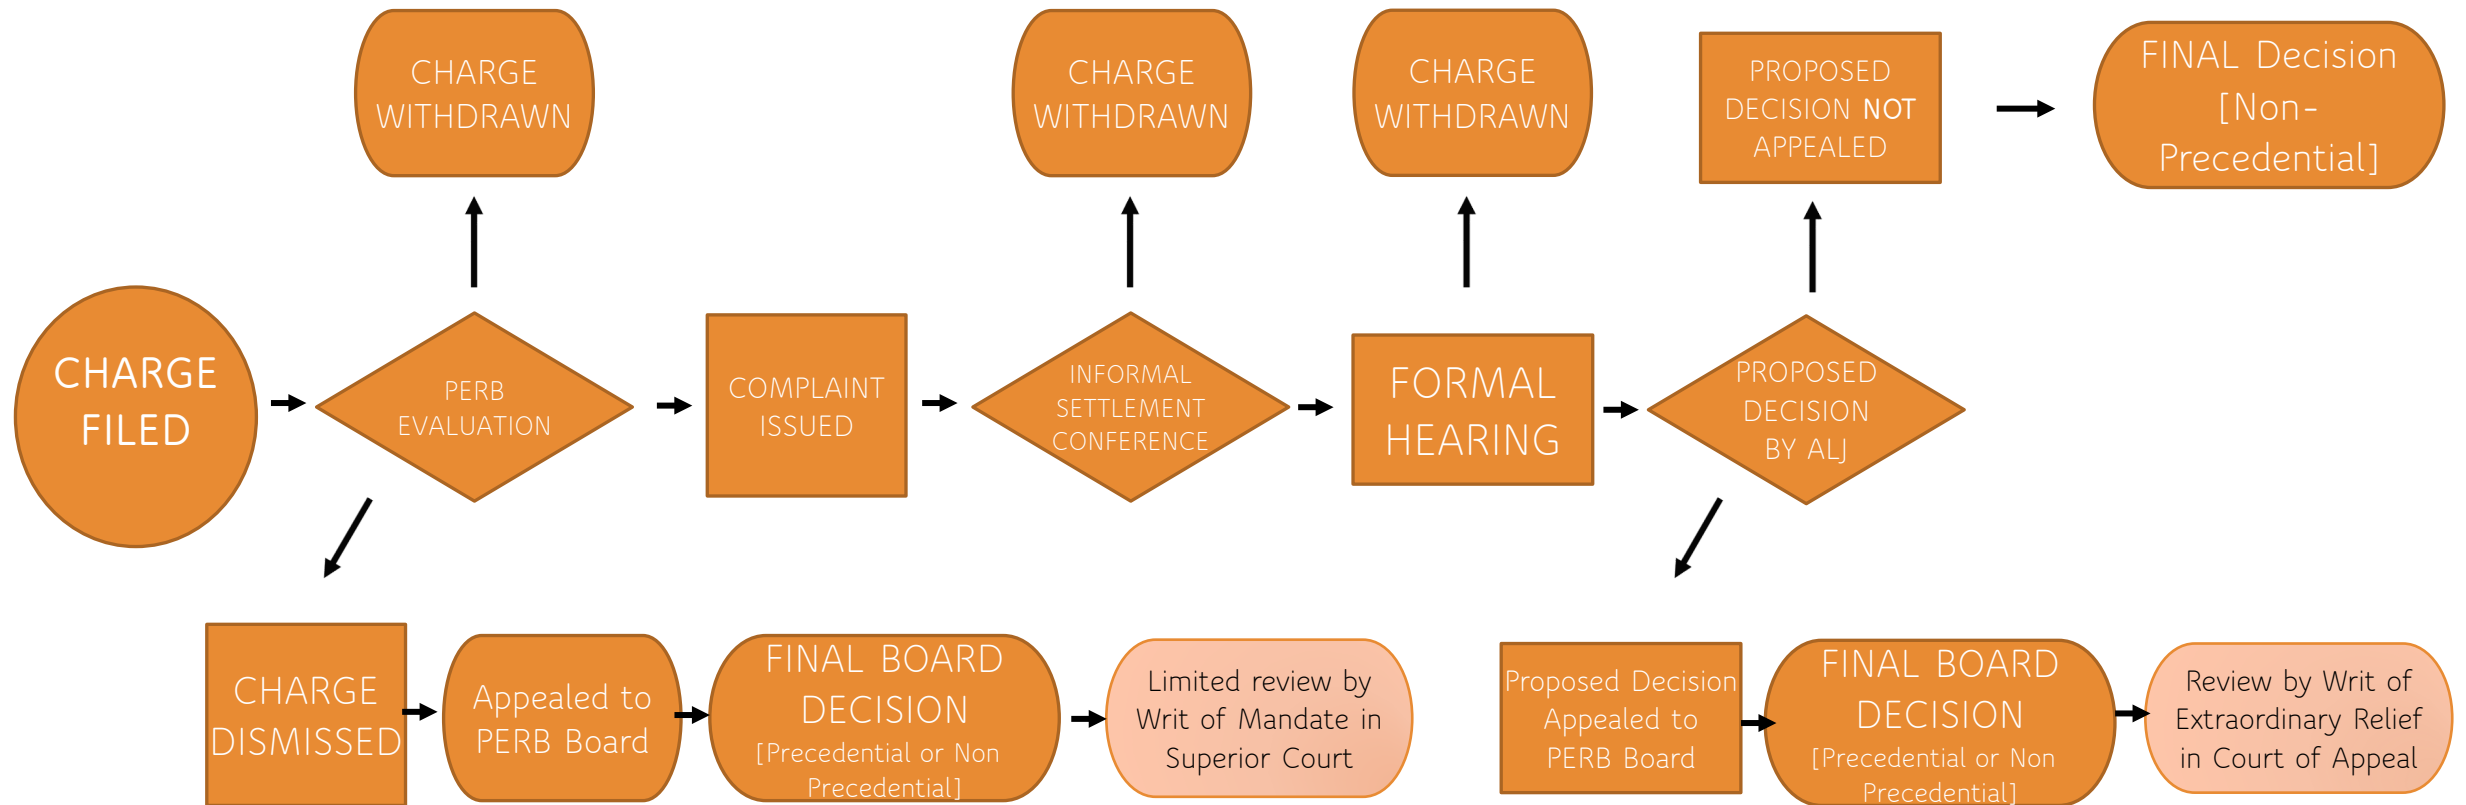 CHARGE
WITHDRAWN
CHARGE
WITHDRAWN
CHARGE
WITHDRAWN
PROPOSED
DECISION NOT
APPEALED
FINAL Decision
[Non-
Precedential]
CHARGE
FILED
PERB
EVALUATION
COMPLAINT
ISSUED
INFORMAL
SETTLEMENT
CONFERENCE
FORMAL
HEARING
PROPOSED
DECISION
BY ALJ
CHARGE
DISMISSED
Appealed to
PERB Board
FINAL BOARD
DECISION
[Precedential or Non
Precedential]
Limited review by
Writ of Mandate in
Superior Court
Proposed Decision
Appealed to
PERB Board
FINAL BOARD
DECISION
[Precedential or Non
Precedential]
Review by Writ of
Extraordinary Relief
in Court of Appeal